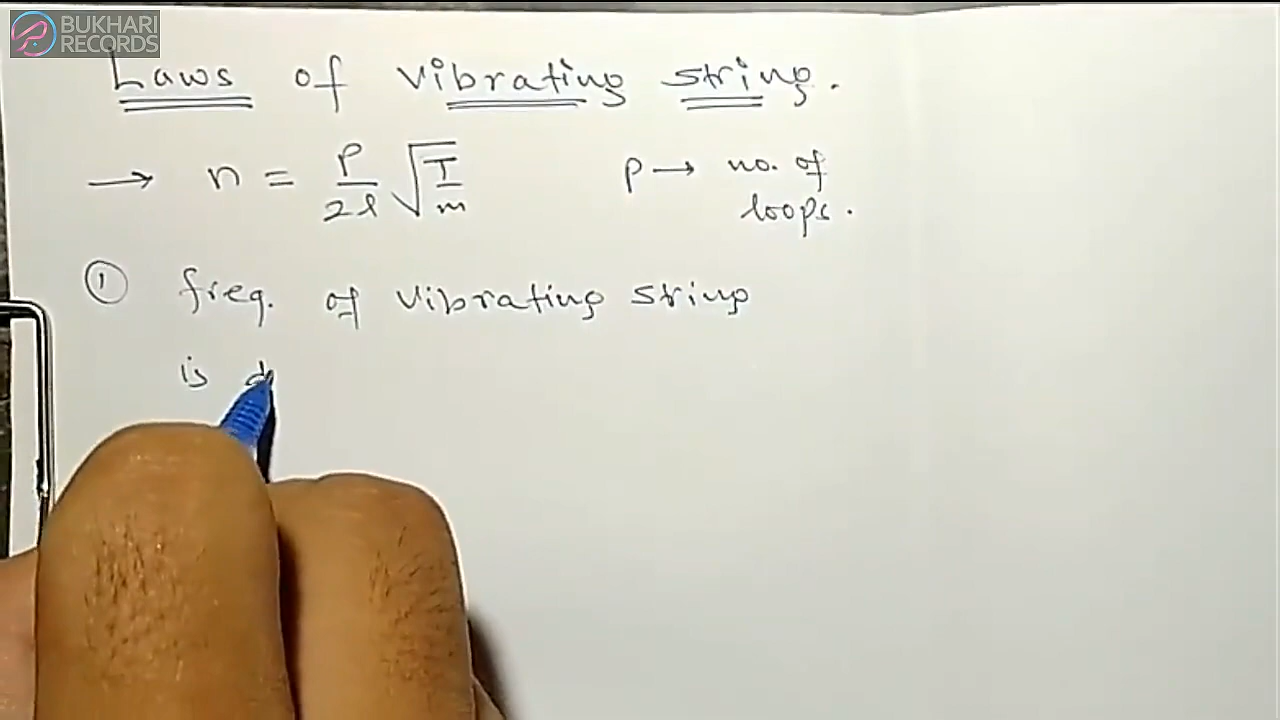 BUKHARI
RECORDS
Laws of vibrating string.
→ n = P/2l √T/m
p → no. of
loops.
① freq. of vibrating string
is d